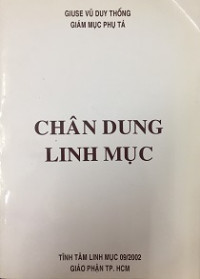 GIUSE VŨ DUY THỐNG
GIÁM MỤC PHỤ TÁ
CHÂN DUNG
LINH MỤC
TĨNH TÂM LINH MỤC 09/2002
GIÁO PHẬN TP. HCM